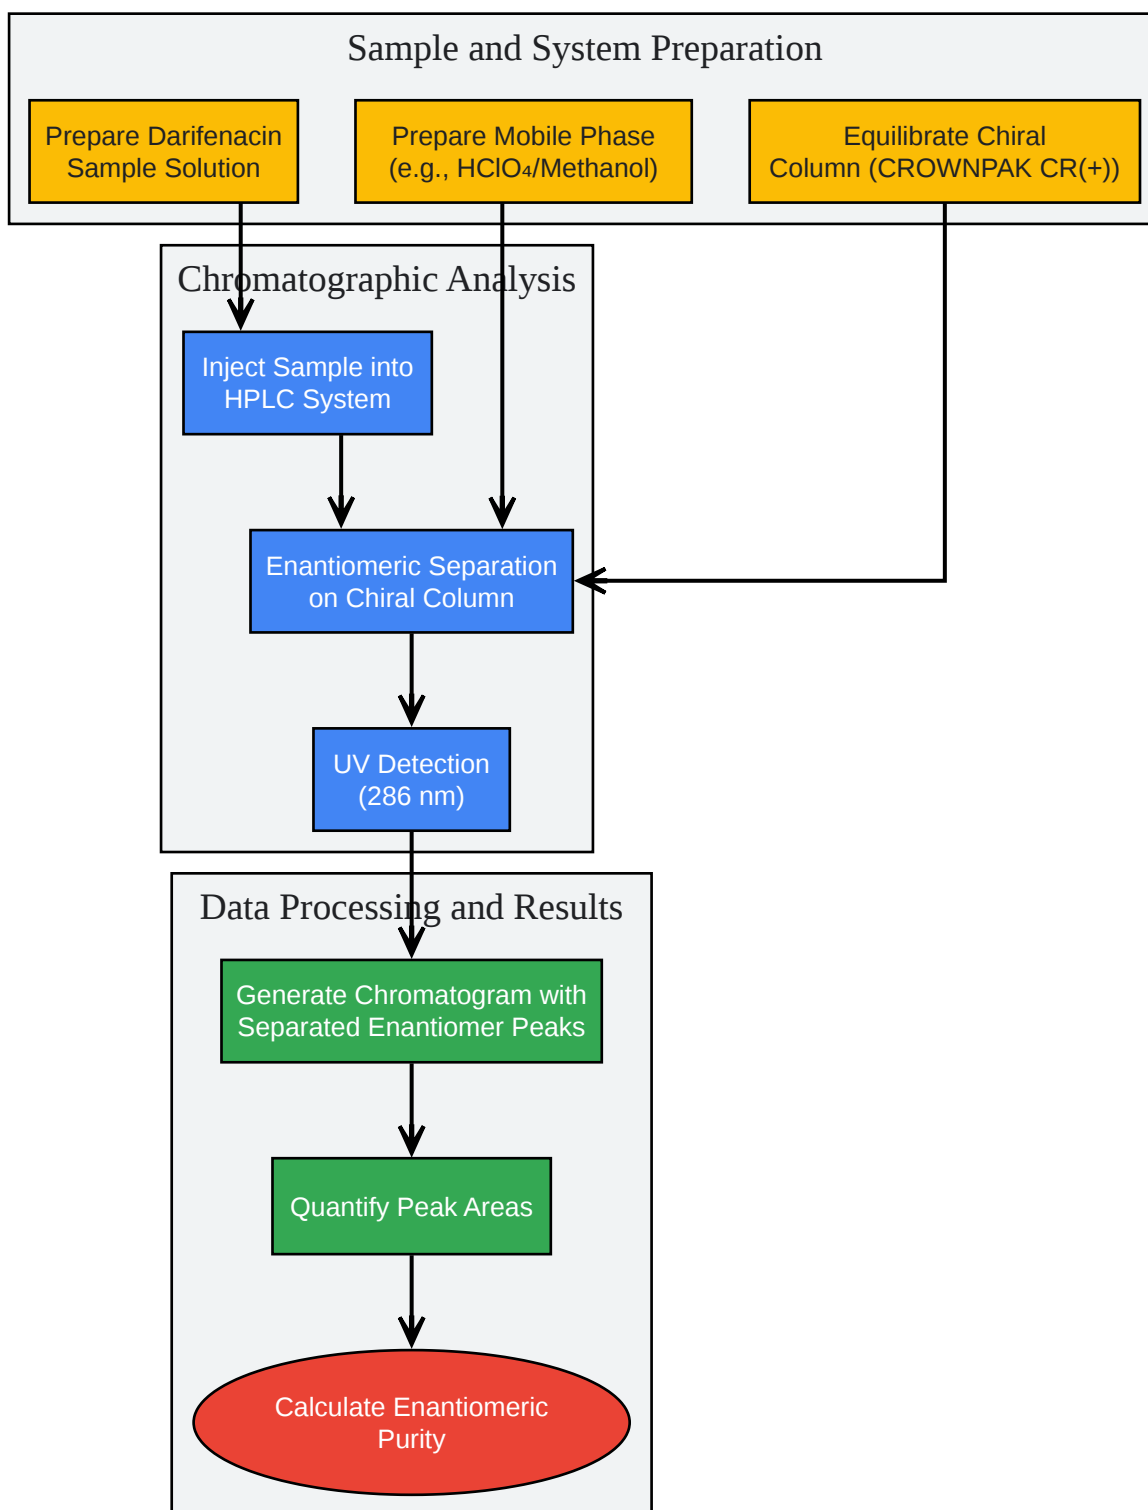 Sample and System Preparation
Prepare Darifenacin
Sample Solution
Prepare Mobile Phase
(e.g., HClO₄/Methanol)
Equilibrate Chiral
Column (CROWNPAK CR(+))
Chromatographic Analysis
Inject Sample into
HPLC System
Enantiomeric Separation
on Chiral Column
UV Detection
(286 nm)
Data Processing and Results
Generate Chromatogram with
Separated Enantiomer Peaks
Quantify Peak Areas
Calculate Enantiomeric
Purity